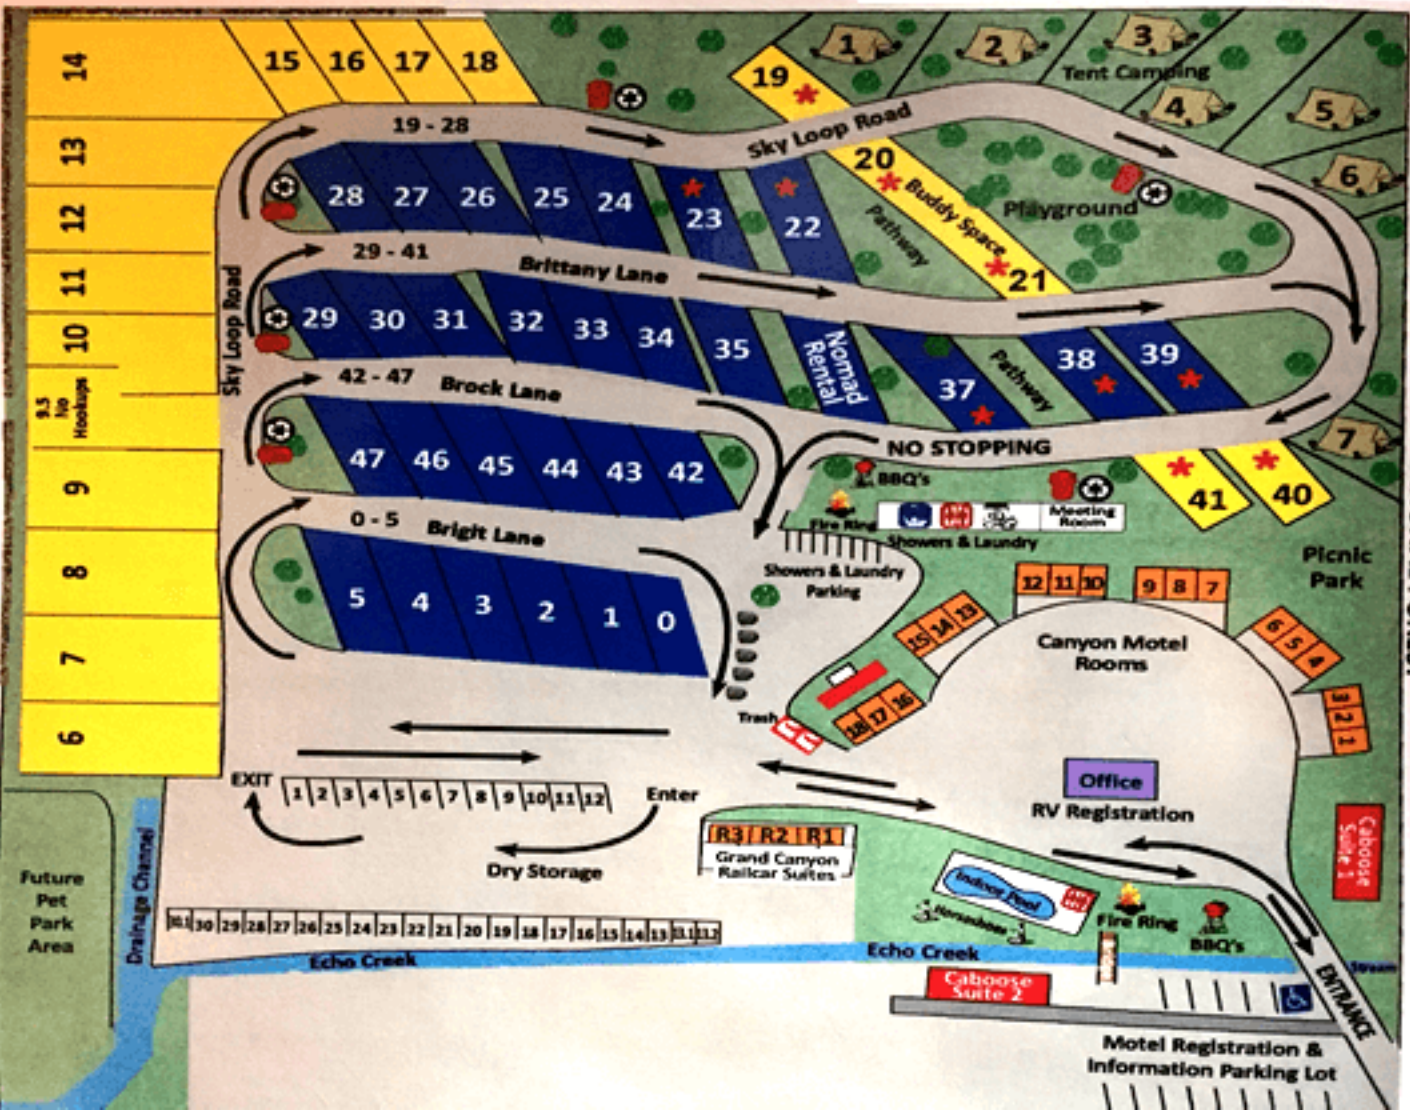 14
15
16
17
18
13
12
11
10
9.5
No
Hookups
9
8
7
6
19
1
2
3
Tent Camping
4
5
6
7
19 - 28
Sky Loop Road
28
27
26
25
24
23
22
20
Buddy Space
21
Pathway
Playground
Sky Loop Road
29 - 41
Brittany Lane
29
30
31
32
33
34
35
Nomad
Rental
37
Pathway
38
39
42 - 47
Brock Lane
NO STOPPING
41
40
47
46
45
44
43
42
BBQ's
Fire Ring
Meeting
Room
Showers & Laundry
Showers & Laundry
Parking
Picnic
Park
0 - 5
Brigit Lane
5
4
3
2
1
0
12 11 10
9 8 7
15 14 13
6 5 4
Canyon Motel
Rooms
18 17 16
3 2 1
Trash
Office
RV Registration
EXIT
1 2 3 4 5 6 7 8 9 10 11 12
Enter
Dry Storage
R3 R2 R1
Grand Canyon
Railcar Suites
Caboose
Suite 1
Future
Pet
Park
Area
Drainage Channel
30.1 30 29 28 27 26 25 24 23 22 21 20 19 18 17 16 15 14 13 13.1 13.2
Indoor Pool
Horseshoes
Fire Ring
BBQ's
Echo Creek
Echo Creek
Stream
Caboose
Suite 2
ENTRANCE
Motel Registration &
Information Parking Lot